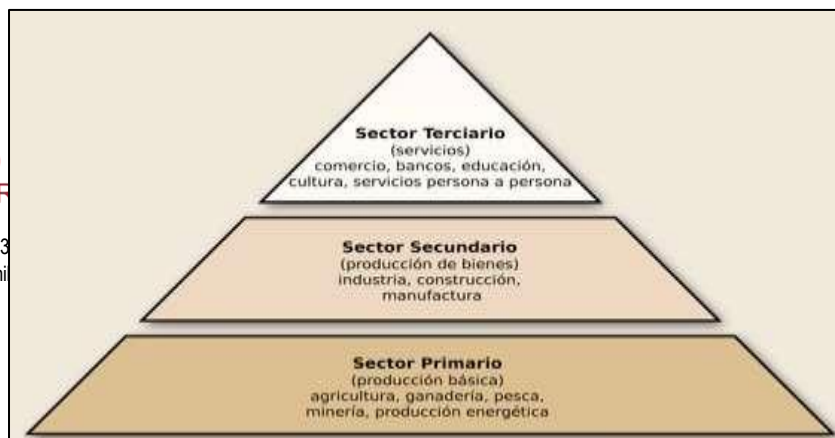 Sector Terciario
(servicios)
comercio, bancos, educación,
cultura, servicios persona a persona
Sector Secundario
(producción de bienes)
industria, construcción,
manufactura
Sector Primario
(producción básica)
agricultura, ganadería, pesca,
minería, producción energética